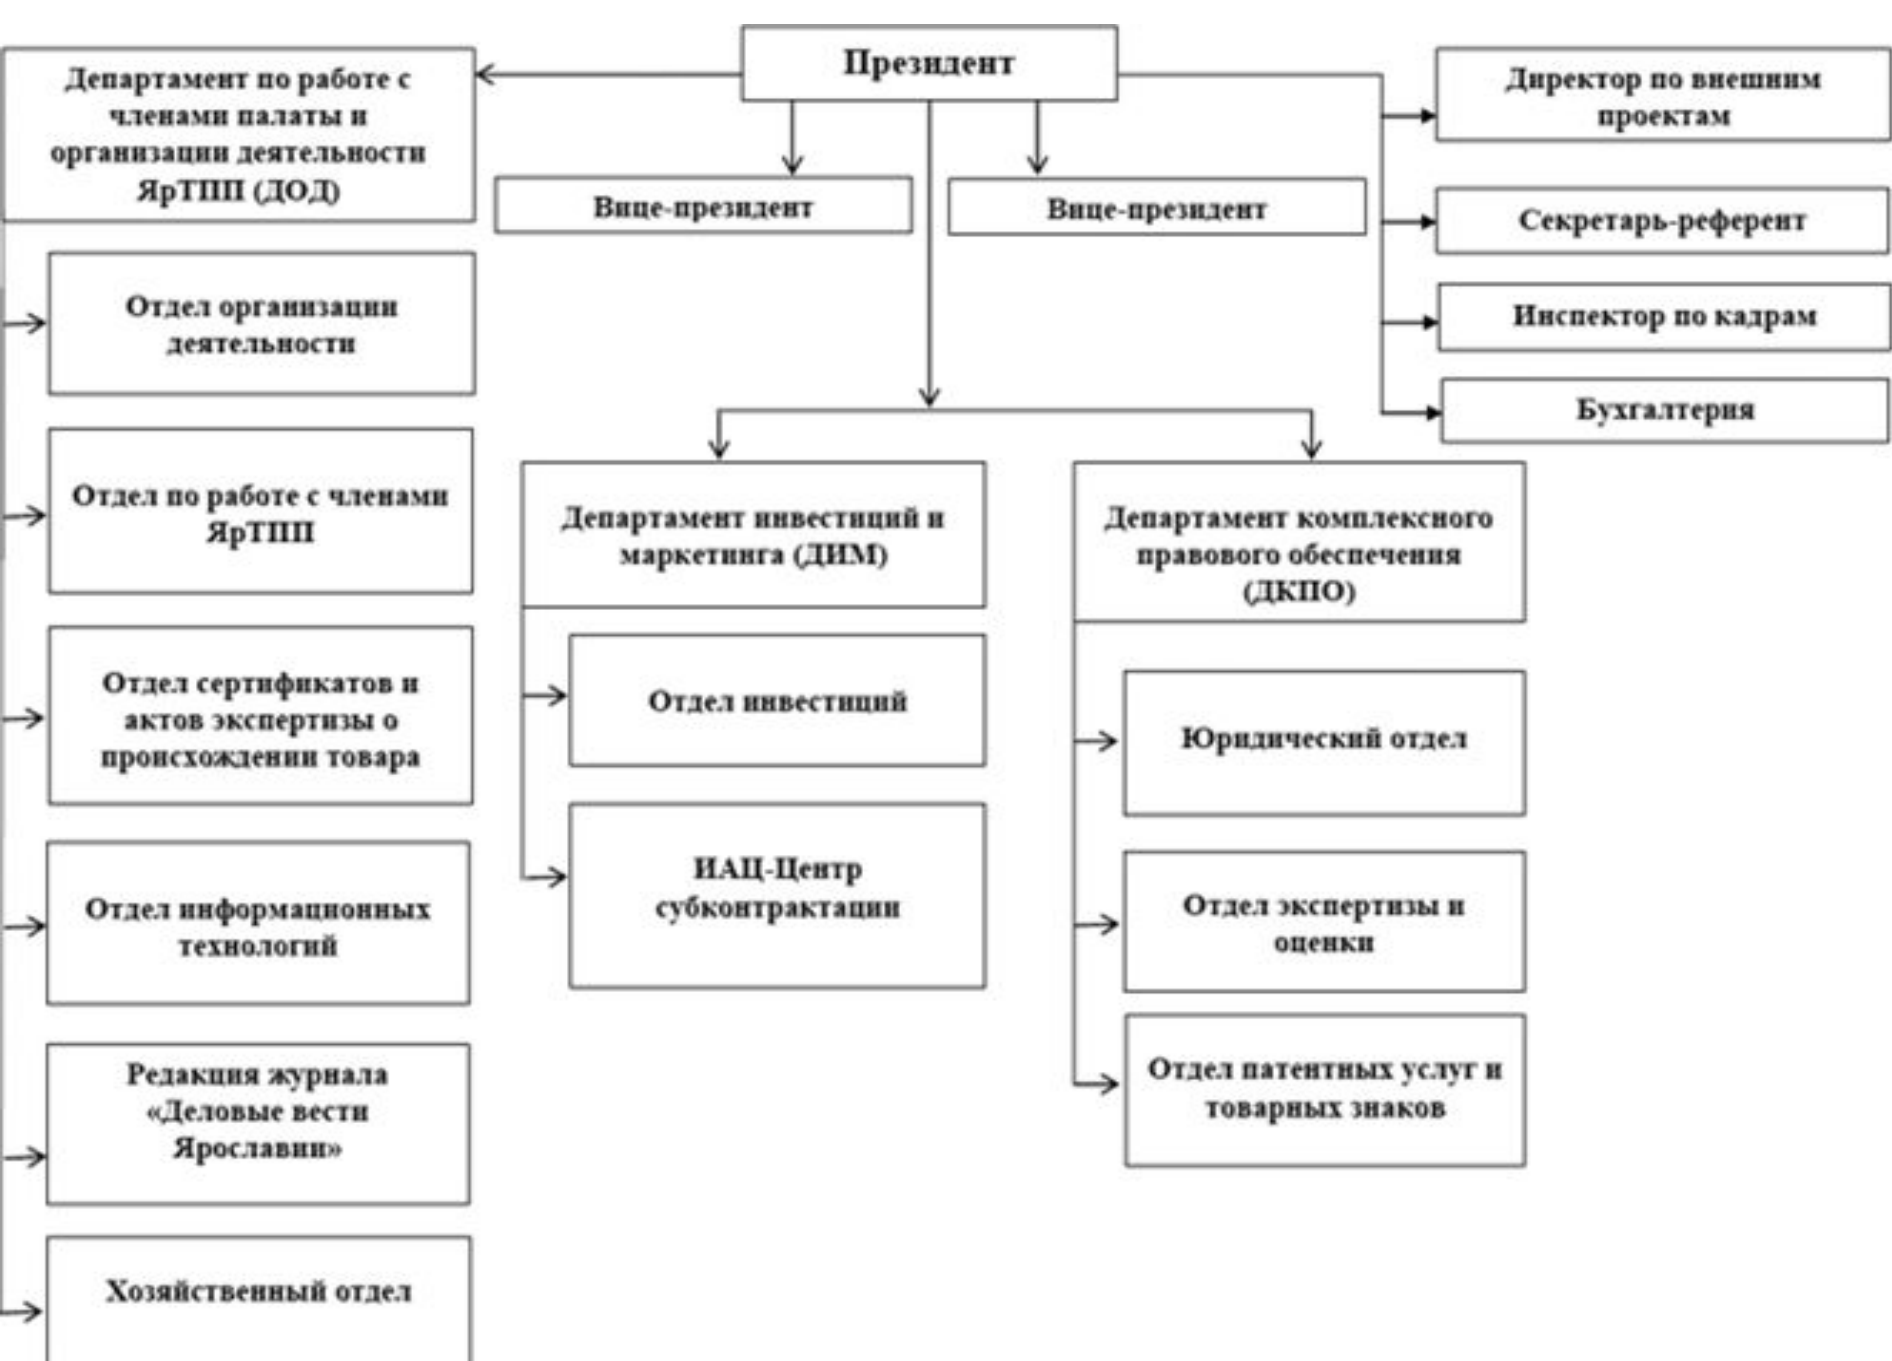 Президент
Департамент по работе с
членами палаты и
организации деятельности
ЯрТПП (ДОД)
Отдел организации
деятельности
Отдел по работе с членами
ЯрТПП
Отдел сертификатов и
актов экспертизы о
происхождении товара
Отдел информационных
технологий
Редакция журнала
«Деловые вести
Ярославии»
Хозяйственный отдел
Вице-президент
Вице-президент
Департамент инвестиций и
маркетинга (ДИМ)
Отдел инвестиций
ИАЦ-Центр
субконтрактации
Департамент комплексного
правового обеспечения
(ДКПО)
Юридический отдел
Отдел экспертизы и
оценки
Отдел патентных услуг и
товарных знаков
Директор по внешним
проектам
Секретарь-референт
Инспектор по кадрам
Бухгалтерия